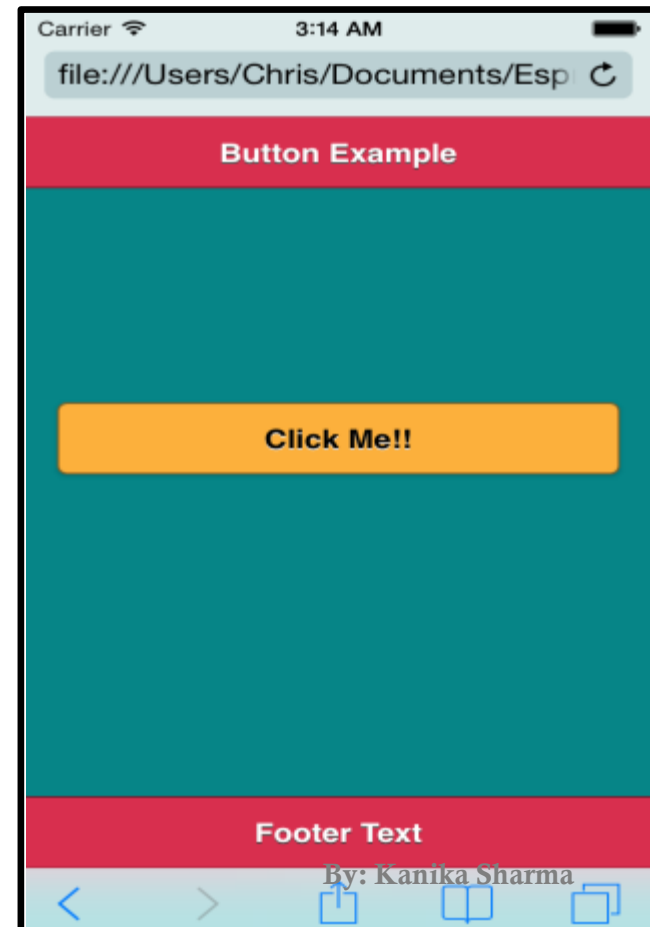 Carrier 3:14 AM
file:///Users/Chris/Documents/Esp
Button Example
Click Me!!
Footer Text
By: Kanika Sharma